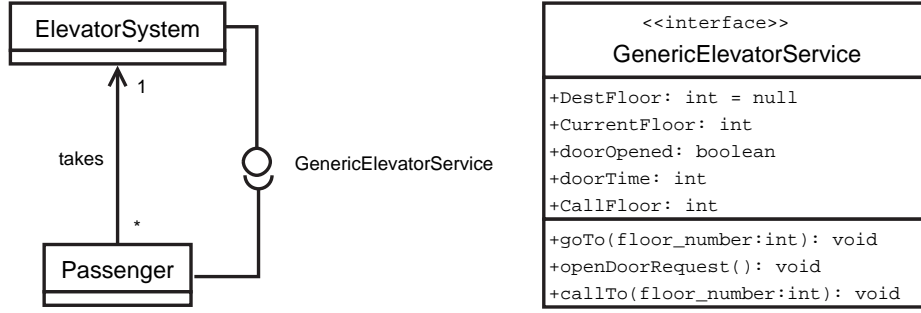 ElevatorSystem
1
takes
GenericElevatorService
*
Passenger
<<interface>>
GenericElevatorService
+DestFloor: int = null
+CurrentFloor: int
+doorOpened: boolean
+doorTime: int
+CallFloor: int
+goTo(floor_number:int): void
+openDoorRequest(): void
+callTo(floor_number:int): void